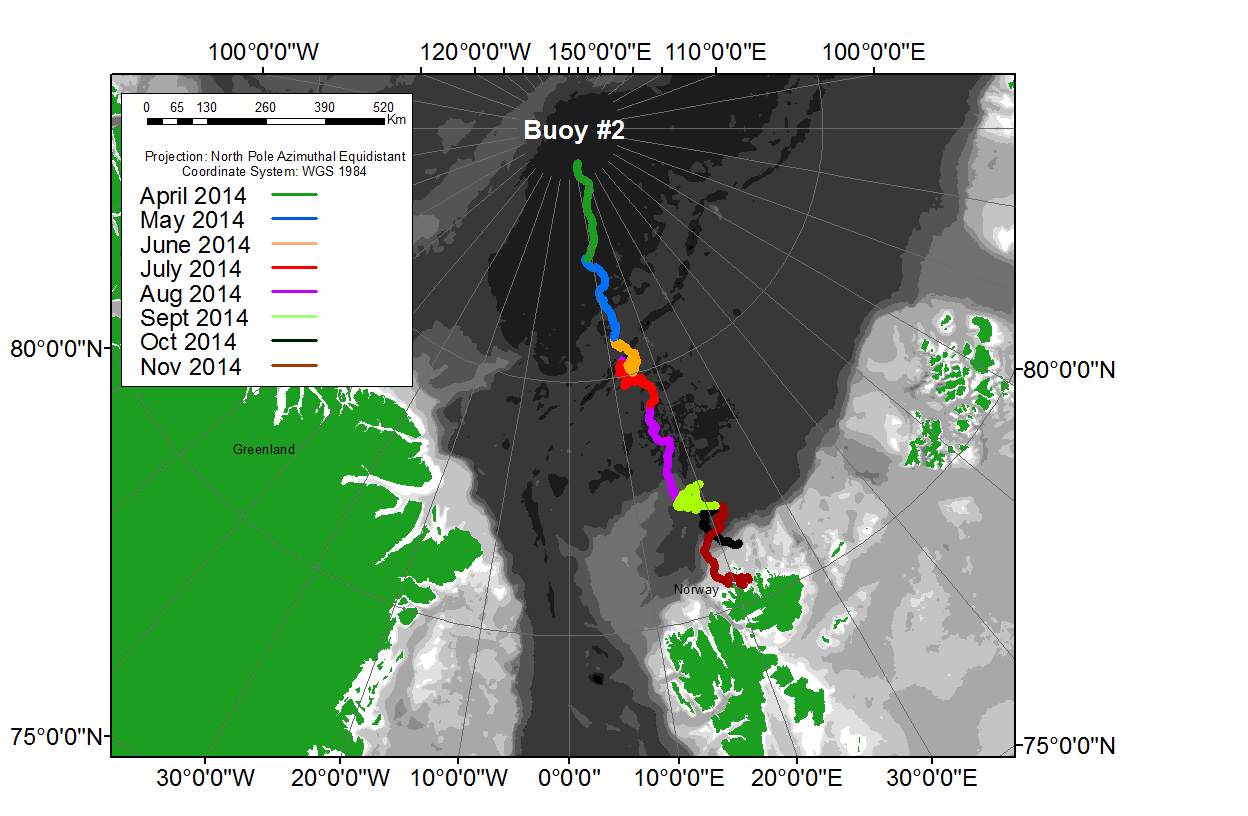 100°0'0"W 120°0'0"W 150°0'0"E 110°0'0"E 100°0'0"E
0 65 130 260 390 520
Km
Buoy #2
Projection: North Pole Azimuthal Equidistant
Coordinate System: WGS 1984
April 2014
May 2014
June 2014
July 2014
Aug 2014
Sept 2014
Oct 2014
Nov 2014
80°0'0"N
80°0'0"N
Greenland
Norway
75°0'0"N
75°0'0"N
30°0'0"W 20°0'0"W 10°0'0"W 0°0'0" 10°0'0"E 20°0'0"E 30°0'0"E